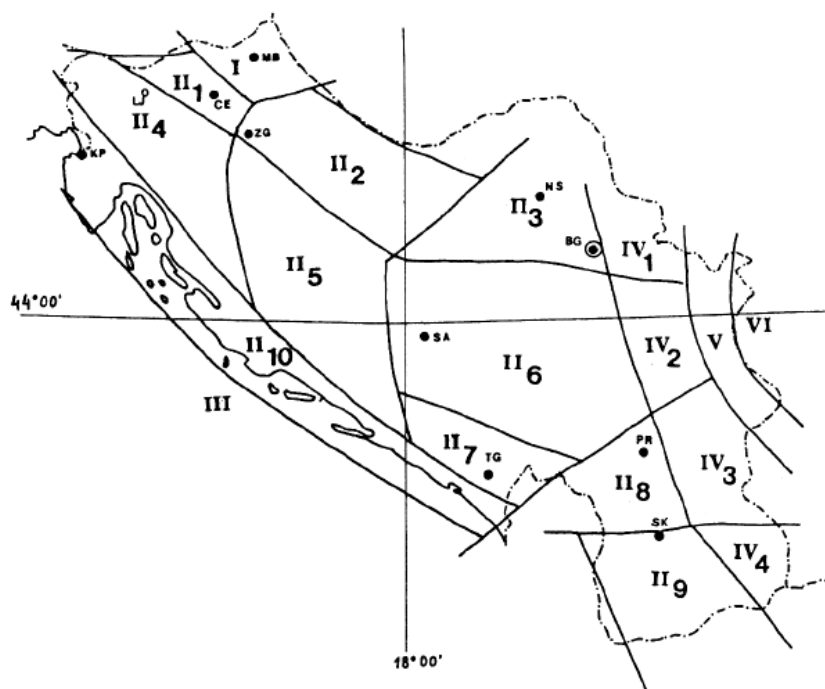 I
MB
II1
CE
II4
ZG
KP
II2
NS
II3
BG
IV1
II5
44°00'
SA
II10
II6
IV2
V
VI
III
II7
TG
PR
II8
IV3
SK
II9
IV4
18°00'